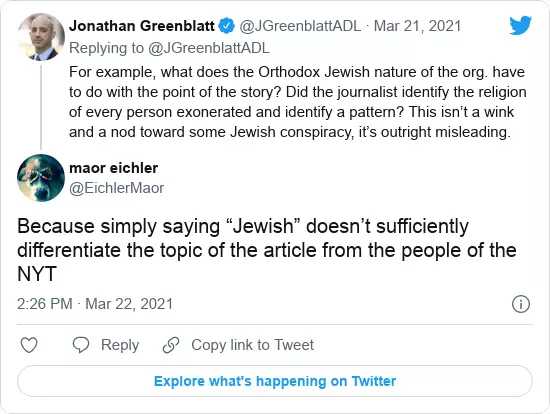 Jonathan Greenblatt @JGreenblattADL · Mar 21, 2021
Replying to @JGreenblattADL
For example, what does the Orthodox Jewish nature of the org. have
to do with the point of the story? Did the journalist identify the religion
of every person exonerated and identify a pattern? This isn’t a wink
and a nod toward some Jewish conspiracy, it’s outright misleading.
maor eichler
@EichlerMaor
Because simply saying “Jewish” doesn’t sufficiently
differentiate the topic of the article from the people of the
NYT
2:26 PM · Mar 22, 2021
Reply Copy link to Tweet
Explore what's happening on Twitter